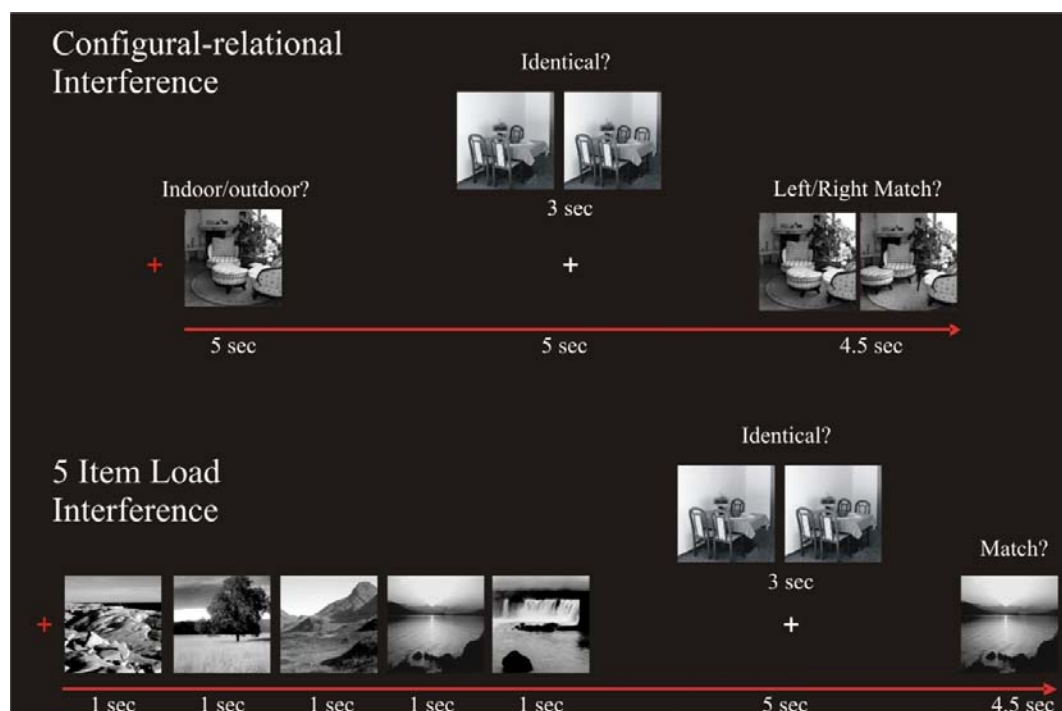 Configural-relational
Interference
Identical?
Indoor/outdoor?
3 sec
Left/Right Match?
+
+
5 sec
5 sec
4.5 sec
5 Item Load
Interference
Identical?
3 sec
Match?
+
+
1 sec
1 sec
1 sec
1 sec
1 sec
5 sec
4.5 sec